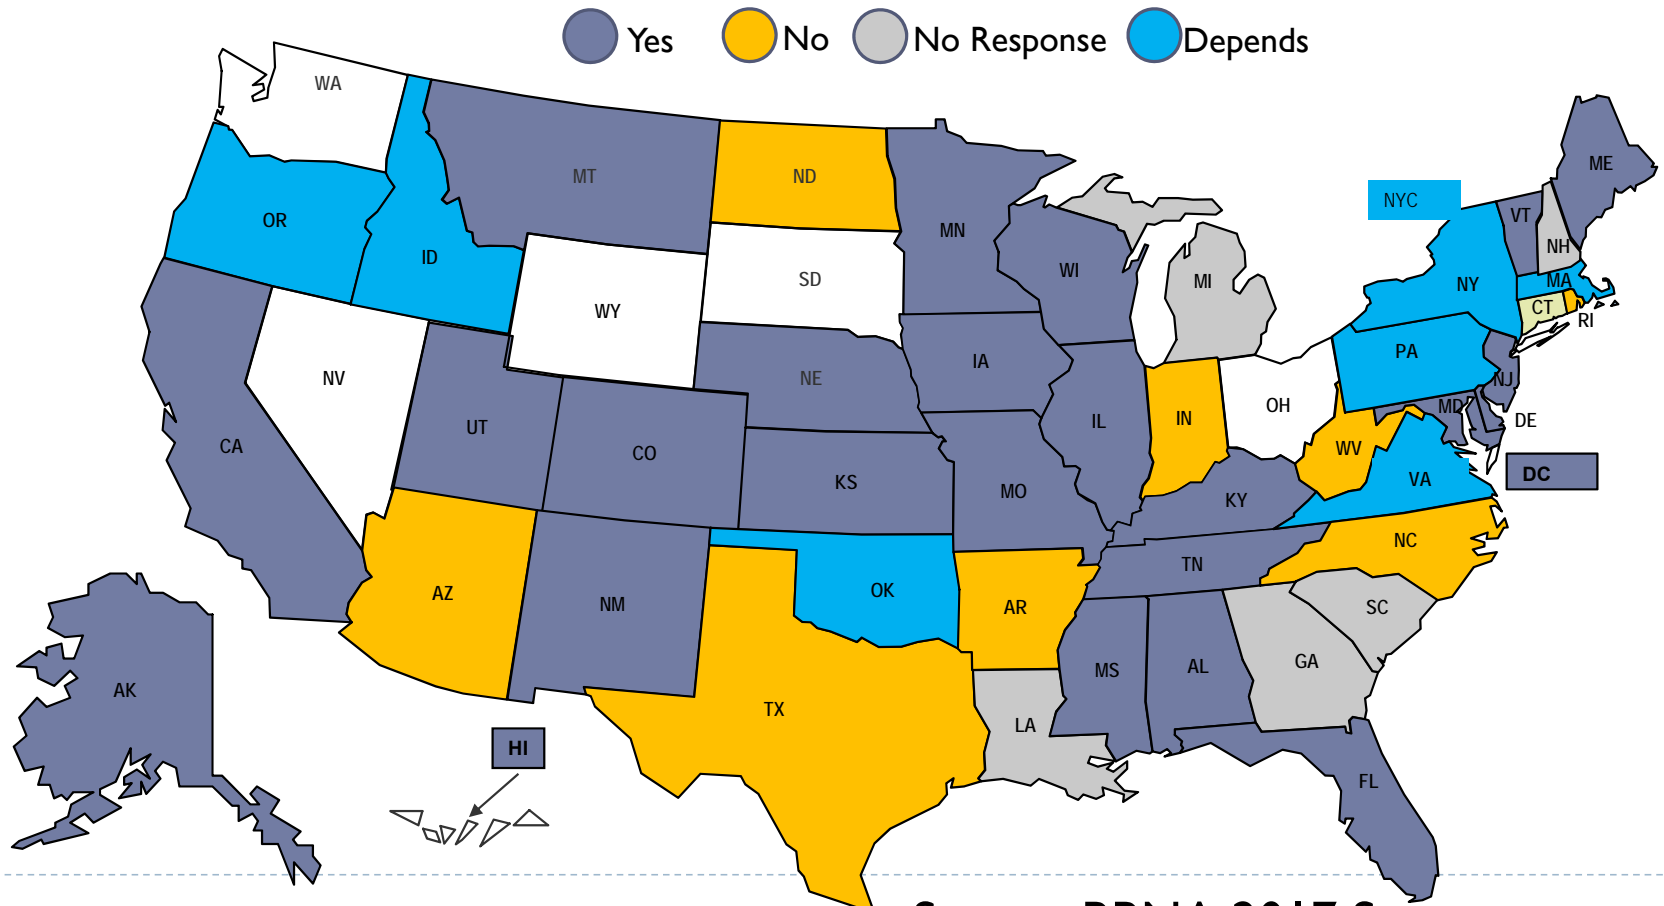 Yes No No Response Depends
WA
MT
ND
ME
OR
ID
MN
NYC
VT
NH
WI
MI
SD
WY
NY
MA
CT
RI
NV
NE
IA
PA
NJ
UT
CO
KS
MO
IL
IN
OH
WV
MD
DE
DC
CA
KY
VA
AZ
NM
OK
AR
TN
NC
SC
GA
MS
AL
AK
HI
TX
LA
FL